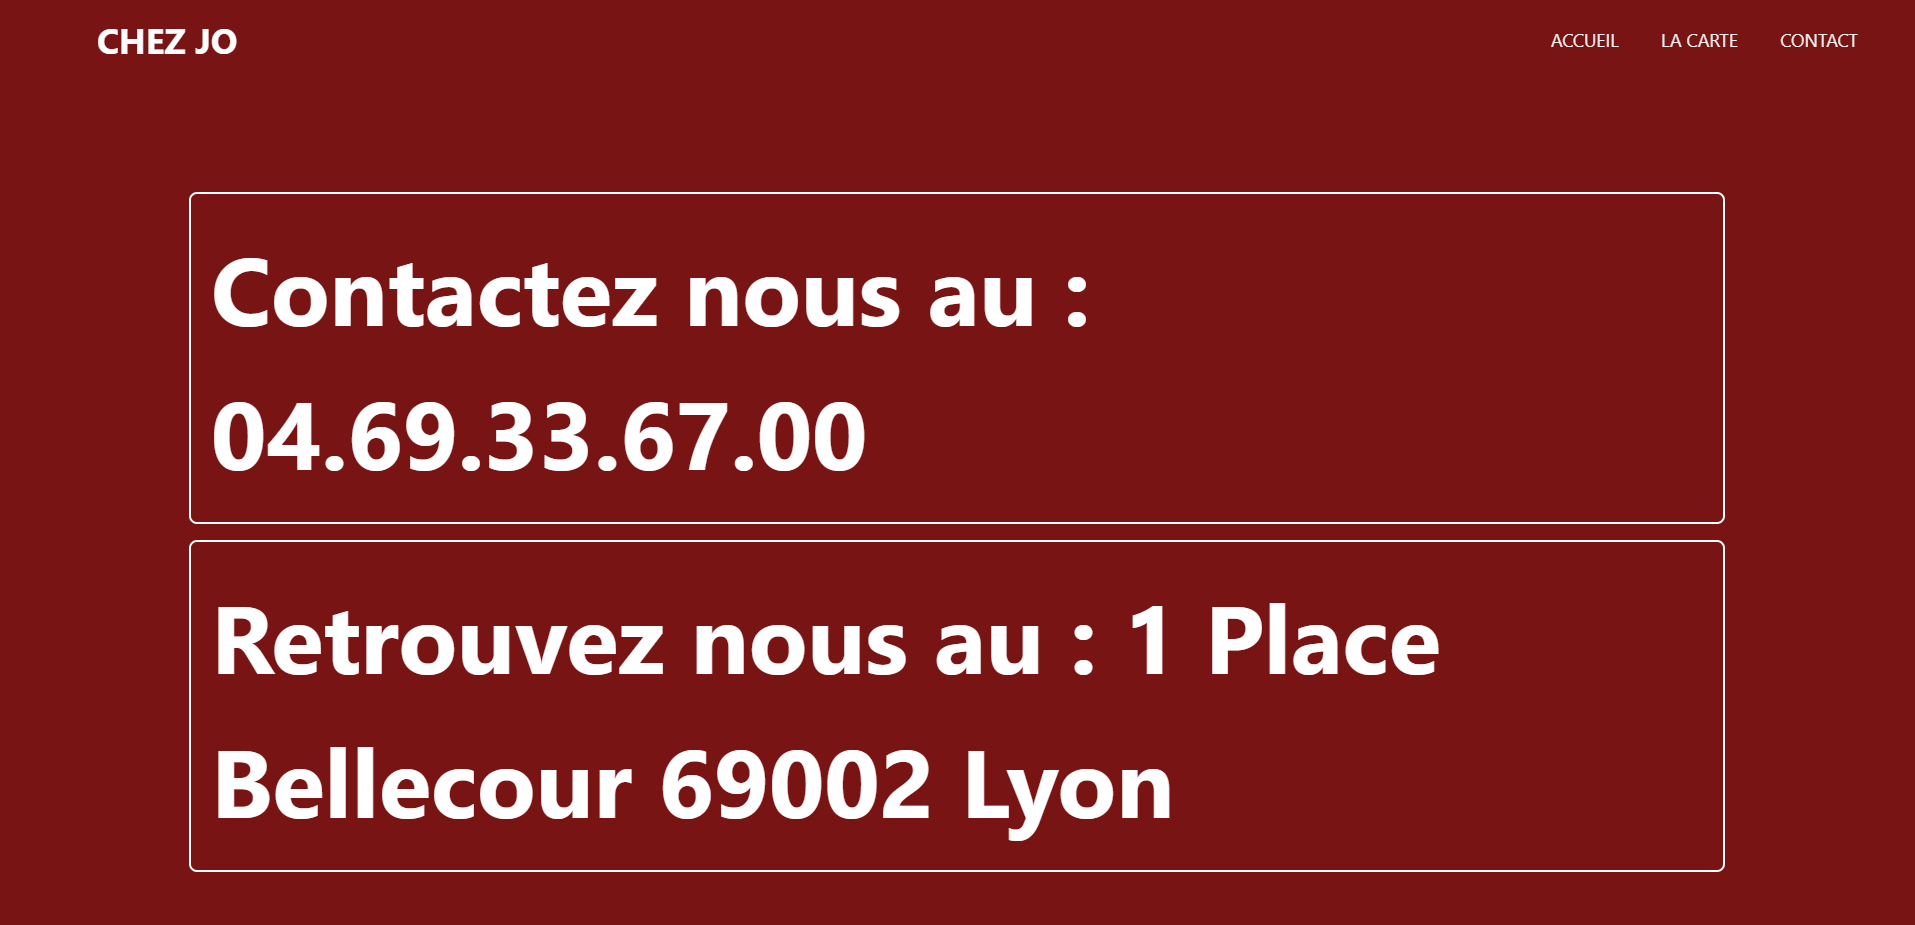 CHEZ JO
ACCUEIL LA CARTE CONTACT
Contactez nous au :
04.69.33.67.00
Retrouvez nous au : 1 Place
Bellecour 69002 Lyon